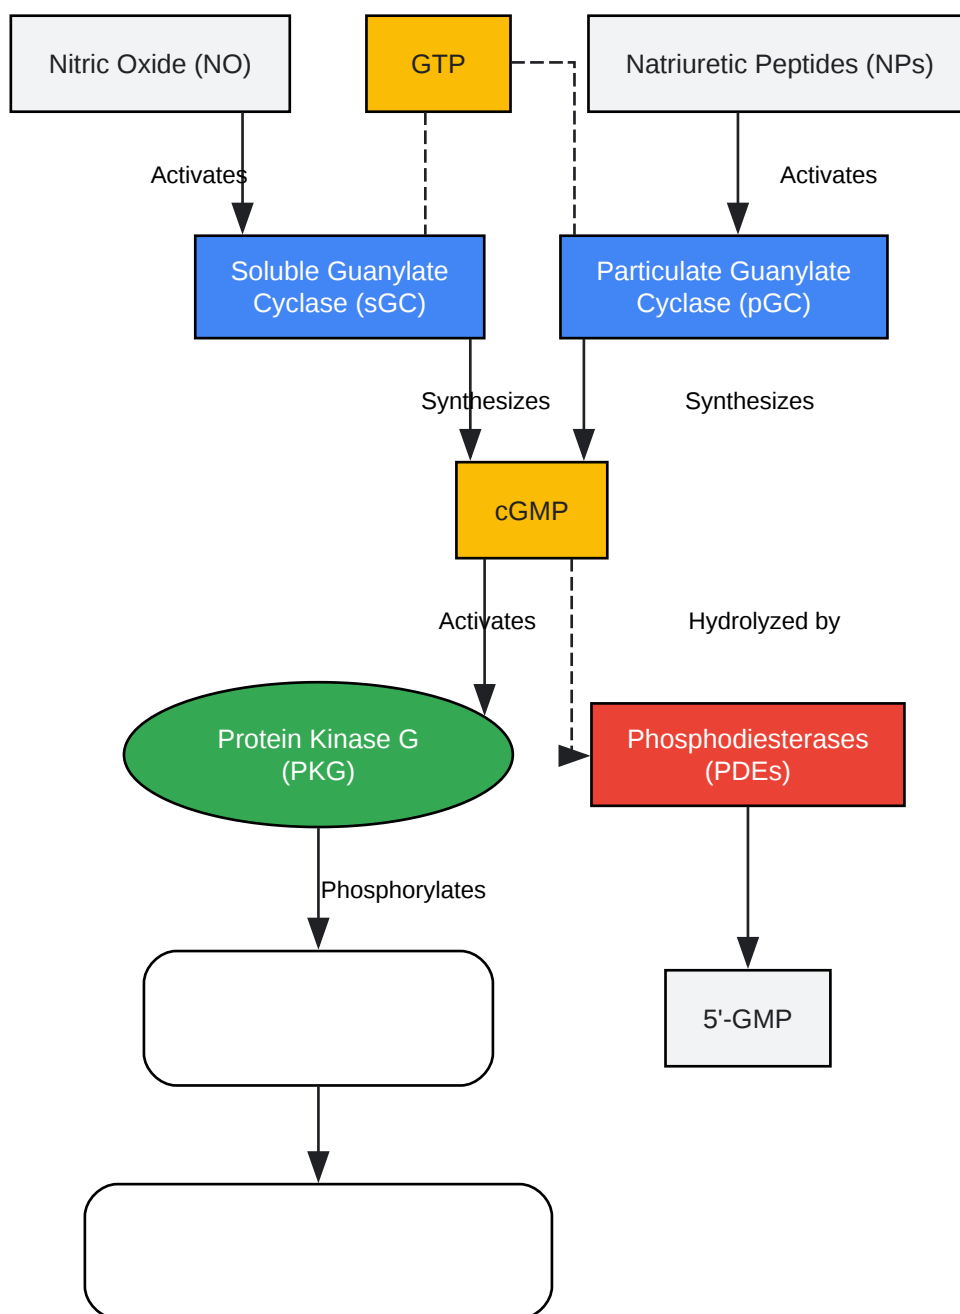 Nitric Oxide (NO)
GTP
Natriuretic Peptides (NPs)
Activates
Activates
Soluble Guanylate
Cyclase (sGC)
Particulate Guanylate
Cyclase (pGC)
Synthesizes
Synthesizes
cGMP
Activates
Hydrolyzed by
Protein Kinase G
(PKG)
Phosphodiesterases
(PDEs)
Phosphorylates
5'-GMP